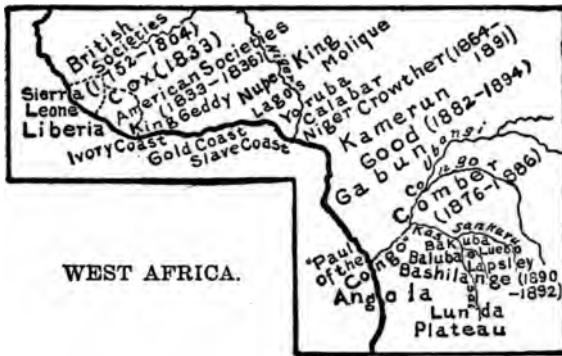 British
Societies
(1752-1804)
Cox (1833)
American Societies
(1833-1836)
King
Geddy
Nupe
King
Molique
Niger
Lagos
Yoruba
Calabar
Niger Crowther (1864-
1891)
Sierra
Leone
Liberia
Ivory Coast
Gold Coast
Slave Coast
Kamerun
Good (1882-1894)
Gabun
Ubangi
Congo
Comber
(1876-1886)
"Paul
of the
Congo"
Angola
Kas
Sankuru
Bakuba
Luebo
Baluba
Lapsley
Bashilange
(1890
-1892)
Lunda
Plateau
WEST AFRICA.